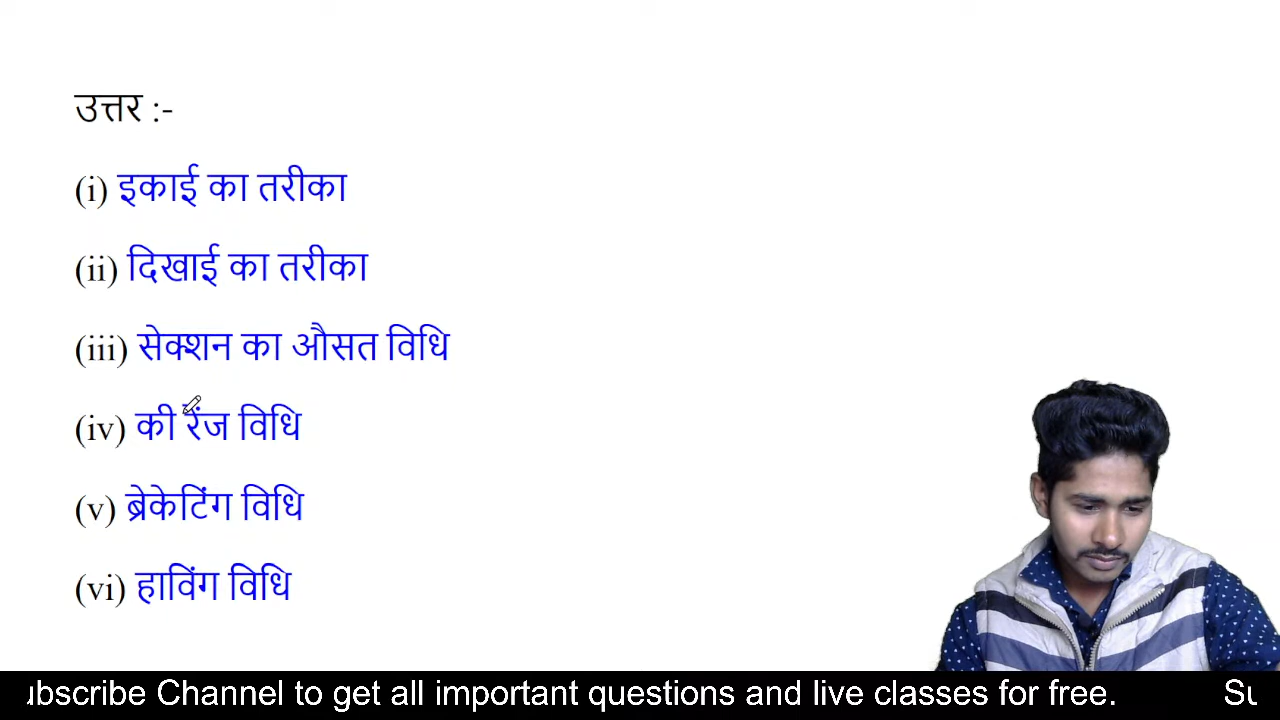 उत्तर :-
(i) इकाई का तरीका
(ii) दिखाई का तरीका
(iii) सेक्शन का औसत विधि
(iv) की रेंज विधि
(v) ब्रेकेटिंग विधि
(vi) हाविंग विधि
ubscribe Channel to get all important questions and live classes for free. Su